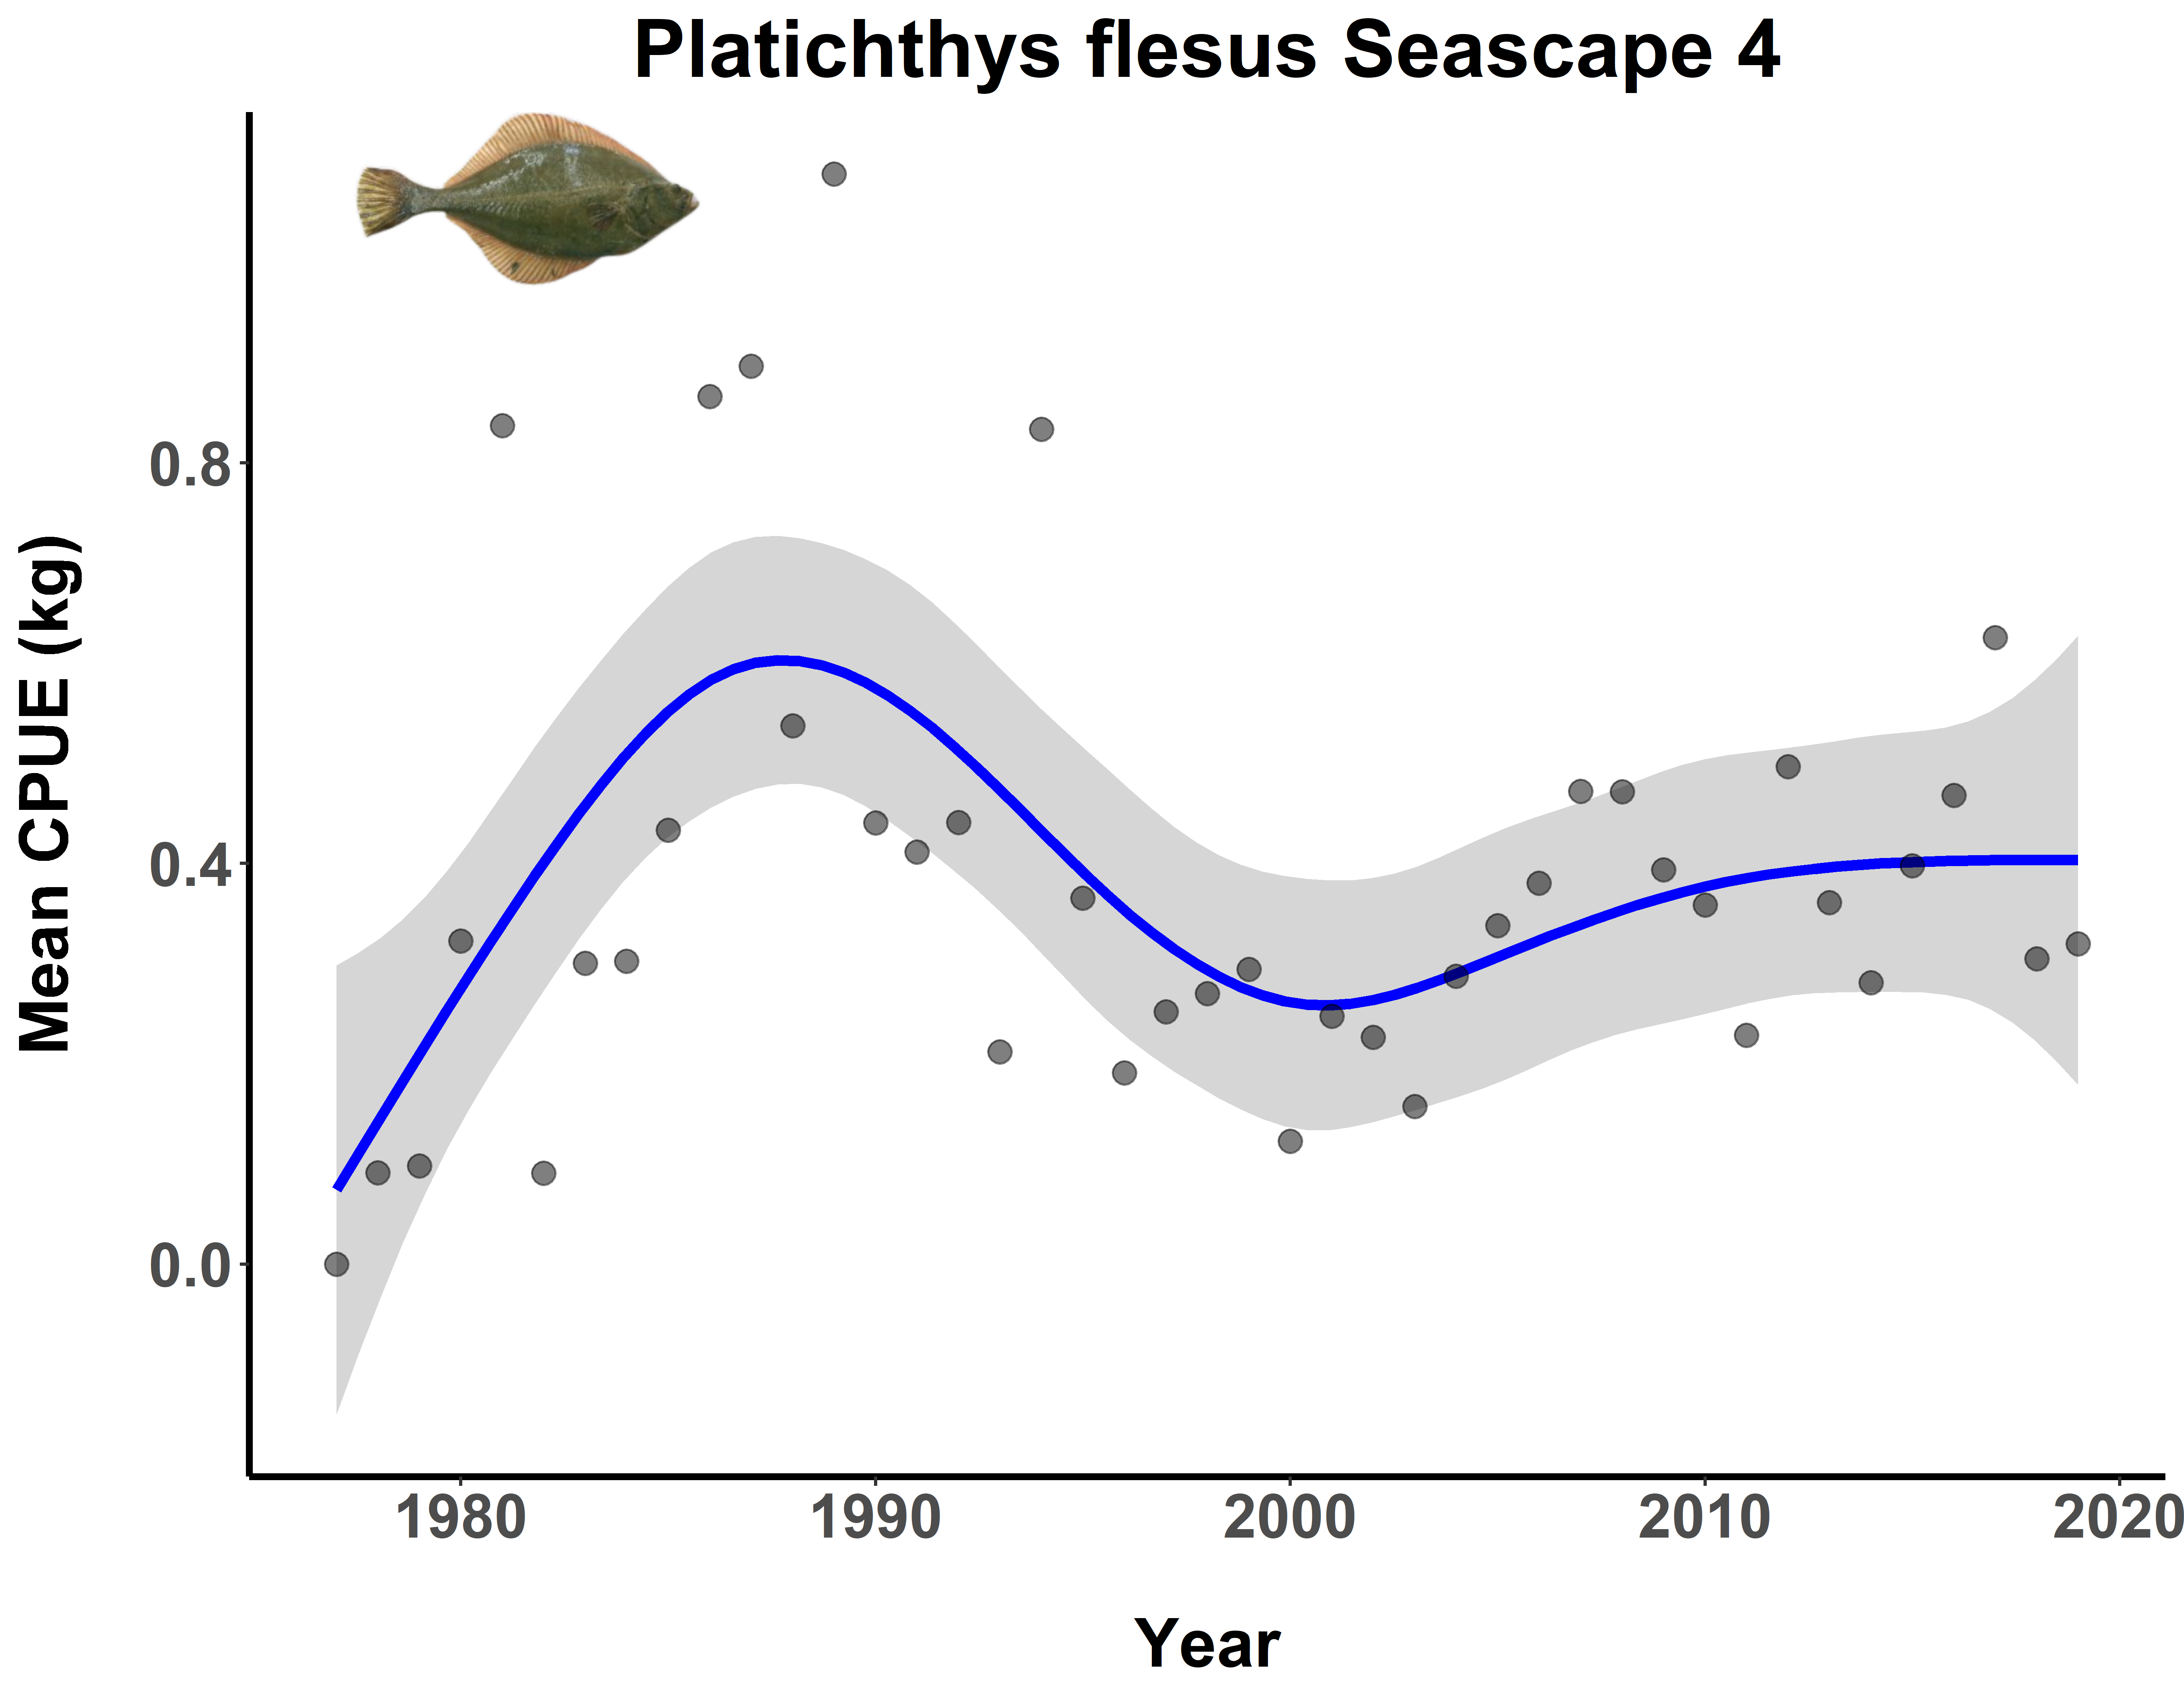 Platichthys flesus Seascape 4
Mean CPUE (kg)
0.8
0.4
0.0
1980 1990 2000 2010 2020
Year